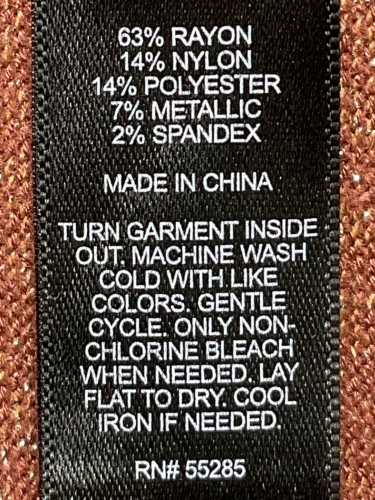 63% RAYON
14% NYLON
14% POLYESTER
7% METALLIC
2% SPANDEX
MADE IN CHINA
TURN GARMENT INSIDE
OUT. MACHINE WASH
COLD WITH LIKE
COLORS. GENTLE
CYCLE. ONLY NON-
CHLORINE BLEACH
WHEN NEEDED. LAY
FLAT TO DRY. COOL
IRON IF NEEDED.
RN# 55285